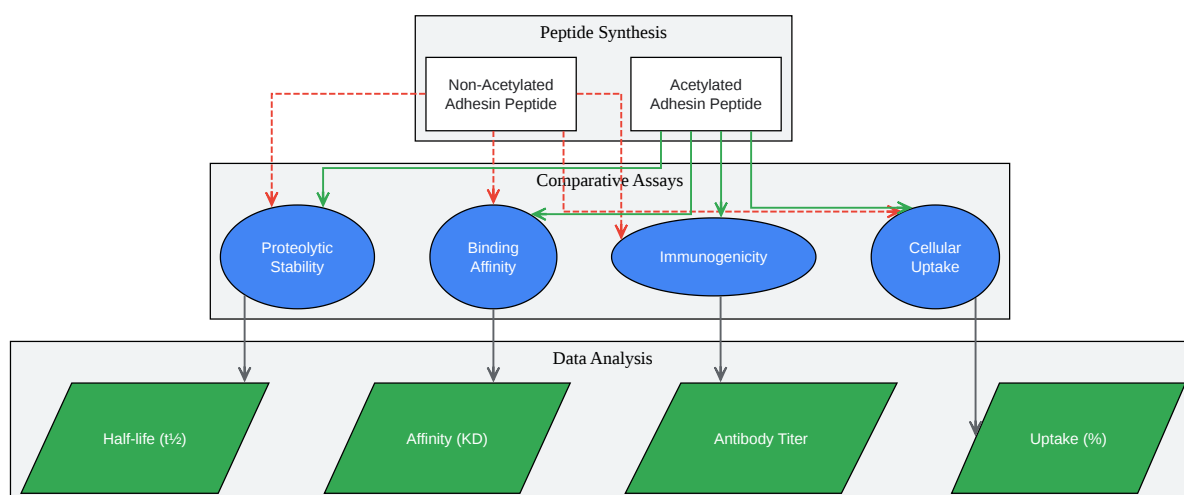 Peptide Synthesis
Non-Acetylated
Adhesin Peptide
Acetylated
Adhesin Peptide
Comparative Assays
Proteolytic
Stability
Binding
Affinity
Immunogenicity
Cellular
Uptake
Data Analysis
Half-life (t½)
Affinity (KD)
Antibody Titer
Uptake (%)